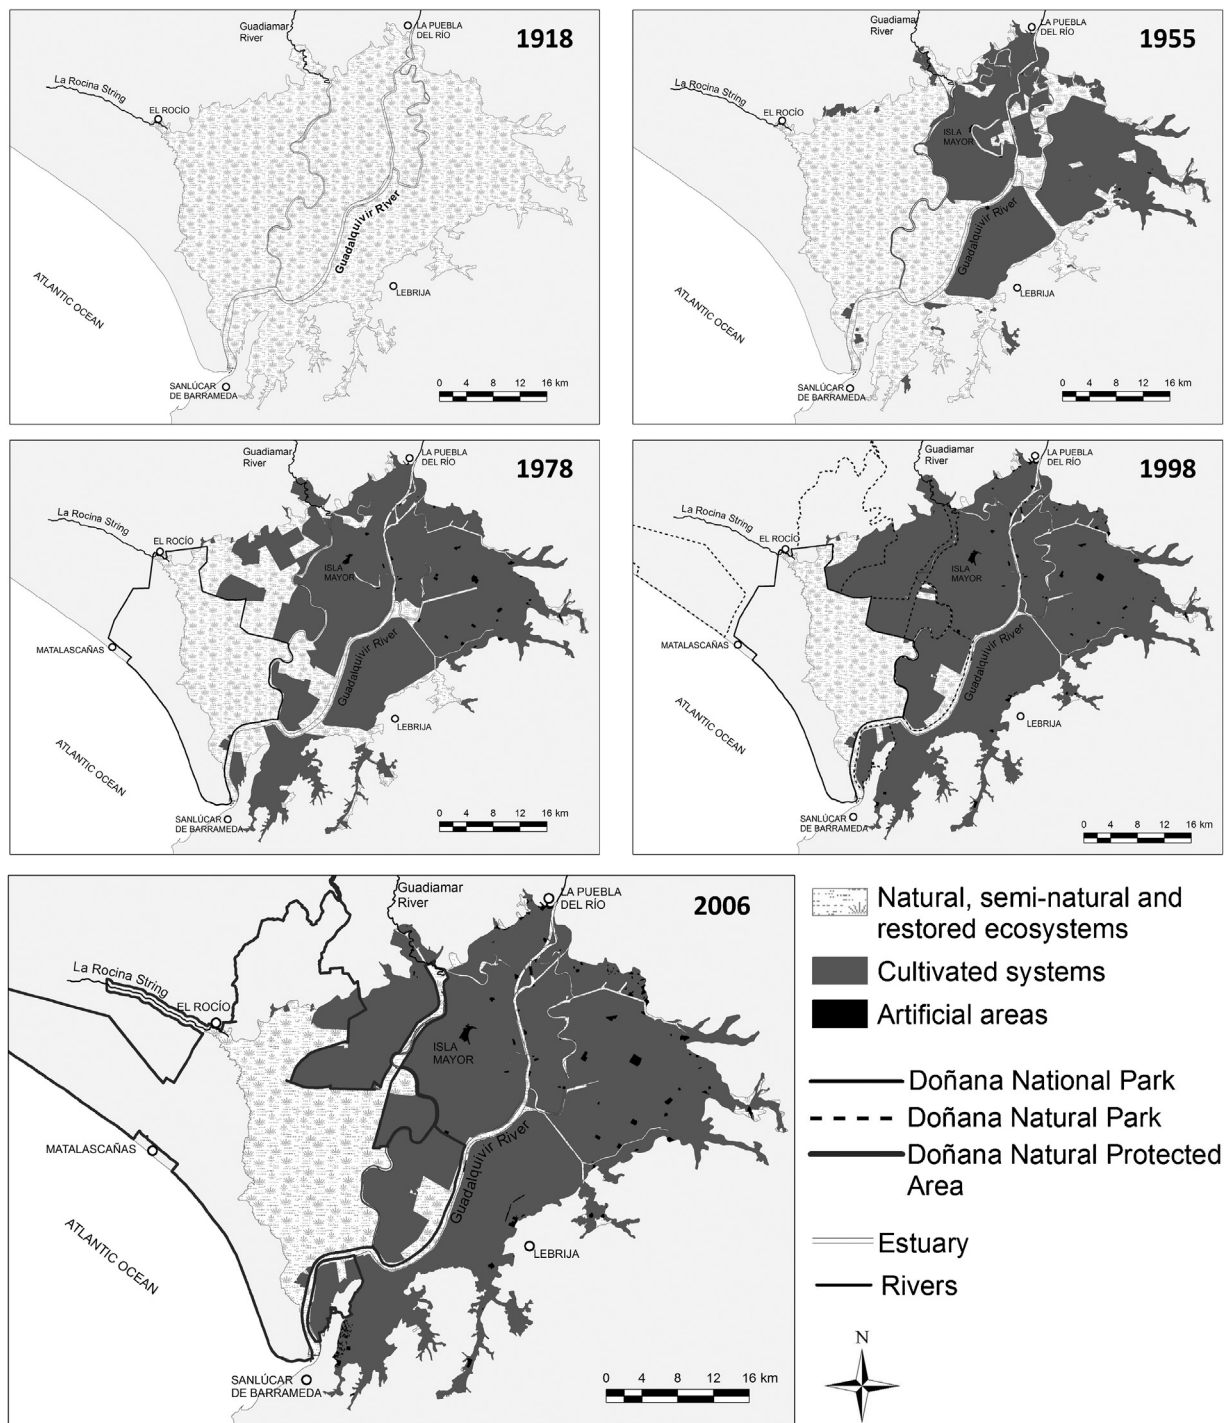 1918
Guadiamar
River
LA PUEBLA
DEL RÍO
La Rocina String
EL ROCÍO
Guadalquivir River
ATLANTIC OCEAN
LEBRIJA
SANLÚCAR
DE BARRAMEDA
0 4 8 12 16 km
1955
Guadiamar
River
LA PUEBLA
DEL RÍO
La Rocina String
EL ROCÍO
ISLA
MAYOR
Guadalquivir River
ATLANTIC OCEAN
LEBRIJA
SANLÚCAR
DE BARRAMEDA
0 4 8 12 16 km
1978
Guadiamar
River
LA PUEBLA
DEL RÍO
La Rocina String
EL ROCÍO
ISLA
MAYOR
MATALASCAÑAS
Guadalquivir River
ATLANTIC OCEAN
LEBRIJA
SANLÚCAR
DE BARRAMEDA
0 4 8 12 16 km
1998
Guadiamar
River
LA PUEBLA
DEL RÍO
La Rocina String
EL ROCÍO
ISLA
MAYOR
MATALASCAÑAS
Guadalquivir River
ATLANTIC OCEAN
LEBRIJA
SANLÚCAR
DE BARRAMEDA
0 4 8 12 16 km
2006
Guadiamar
River
LA PUEBLA
DEL RÍO
La Rocina String
EL ROCÍO
ISLA
MAYOR
MATALASCAÑAS
Guadalquivir River
ATLANTIC OCEAN
LEBRIJA
SANLÚCAR
DE BARRAMEDA
0 4 8 12 16 km
Natural, semi-natural and
restored ecosystems
Cultivated systems
Artificial areas
Doñana National Park
Doñana Natural Park
Doñana Natural Protected
Area
Estuary
Rivers
N